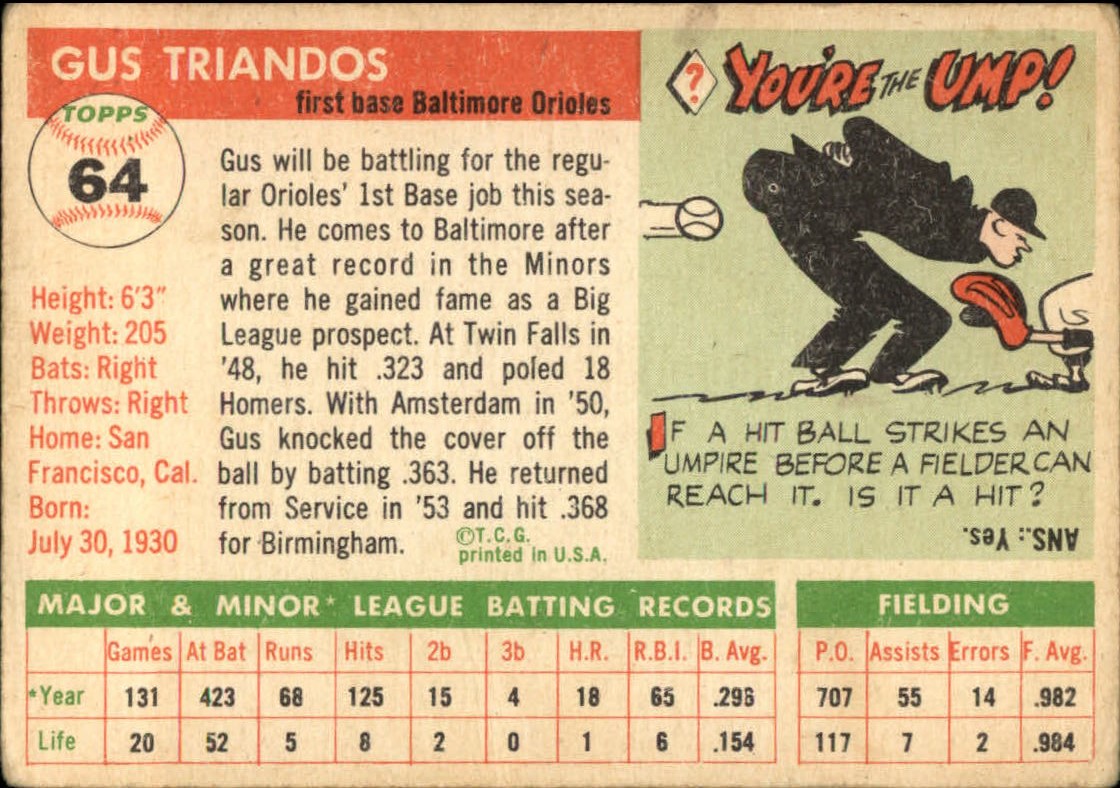 GUS TRIANDOS
first base Baltimore Orioles
TOPPS
64
Gus will be battling for the regu-
lar Orioles' 1st Base job this sea-
son. He comes to Baltimore after
a great record in the Minors
where he gained fame as a Big
League prospect. At Twin Falls in
'48, he hit .323 and poled 18
Homers. With Amsterdam in '50,
Gus knocked the cover off the
ball by batting .363. He returned
from Service in '53 and hit .368
for Birmingham.
©T.C.G.
printed in U.S.A.
Height: 6'3"
Weight: 205
Bats: Right
Throws: Right
Home: San
Francisco, Cal.
Born:
July 30, 1930
? YOU'RE THE UMP!
IF A HIT BALL STRIKES AN
UMPIRE BEFORE A FIELDER CAN
REACH IT. IS IT A HIT?
ANS.: Yes.
MAJOR & MINOR* LEAGUE BATTING RECORDS FIELDING
Games At Bat Runs Hits 2b 3b H.R. R.B.I. B. Avg. P.O. Assists Errors F. Avg.
*Year 131 423 68 125 15 4 18 65 .296 707 55 14 .982
Life 20 52 5 8 2 0 1 6 .154 117 7 2 .984